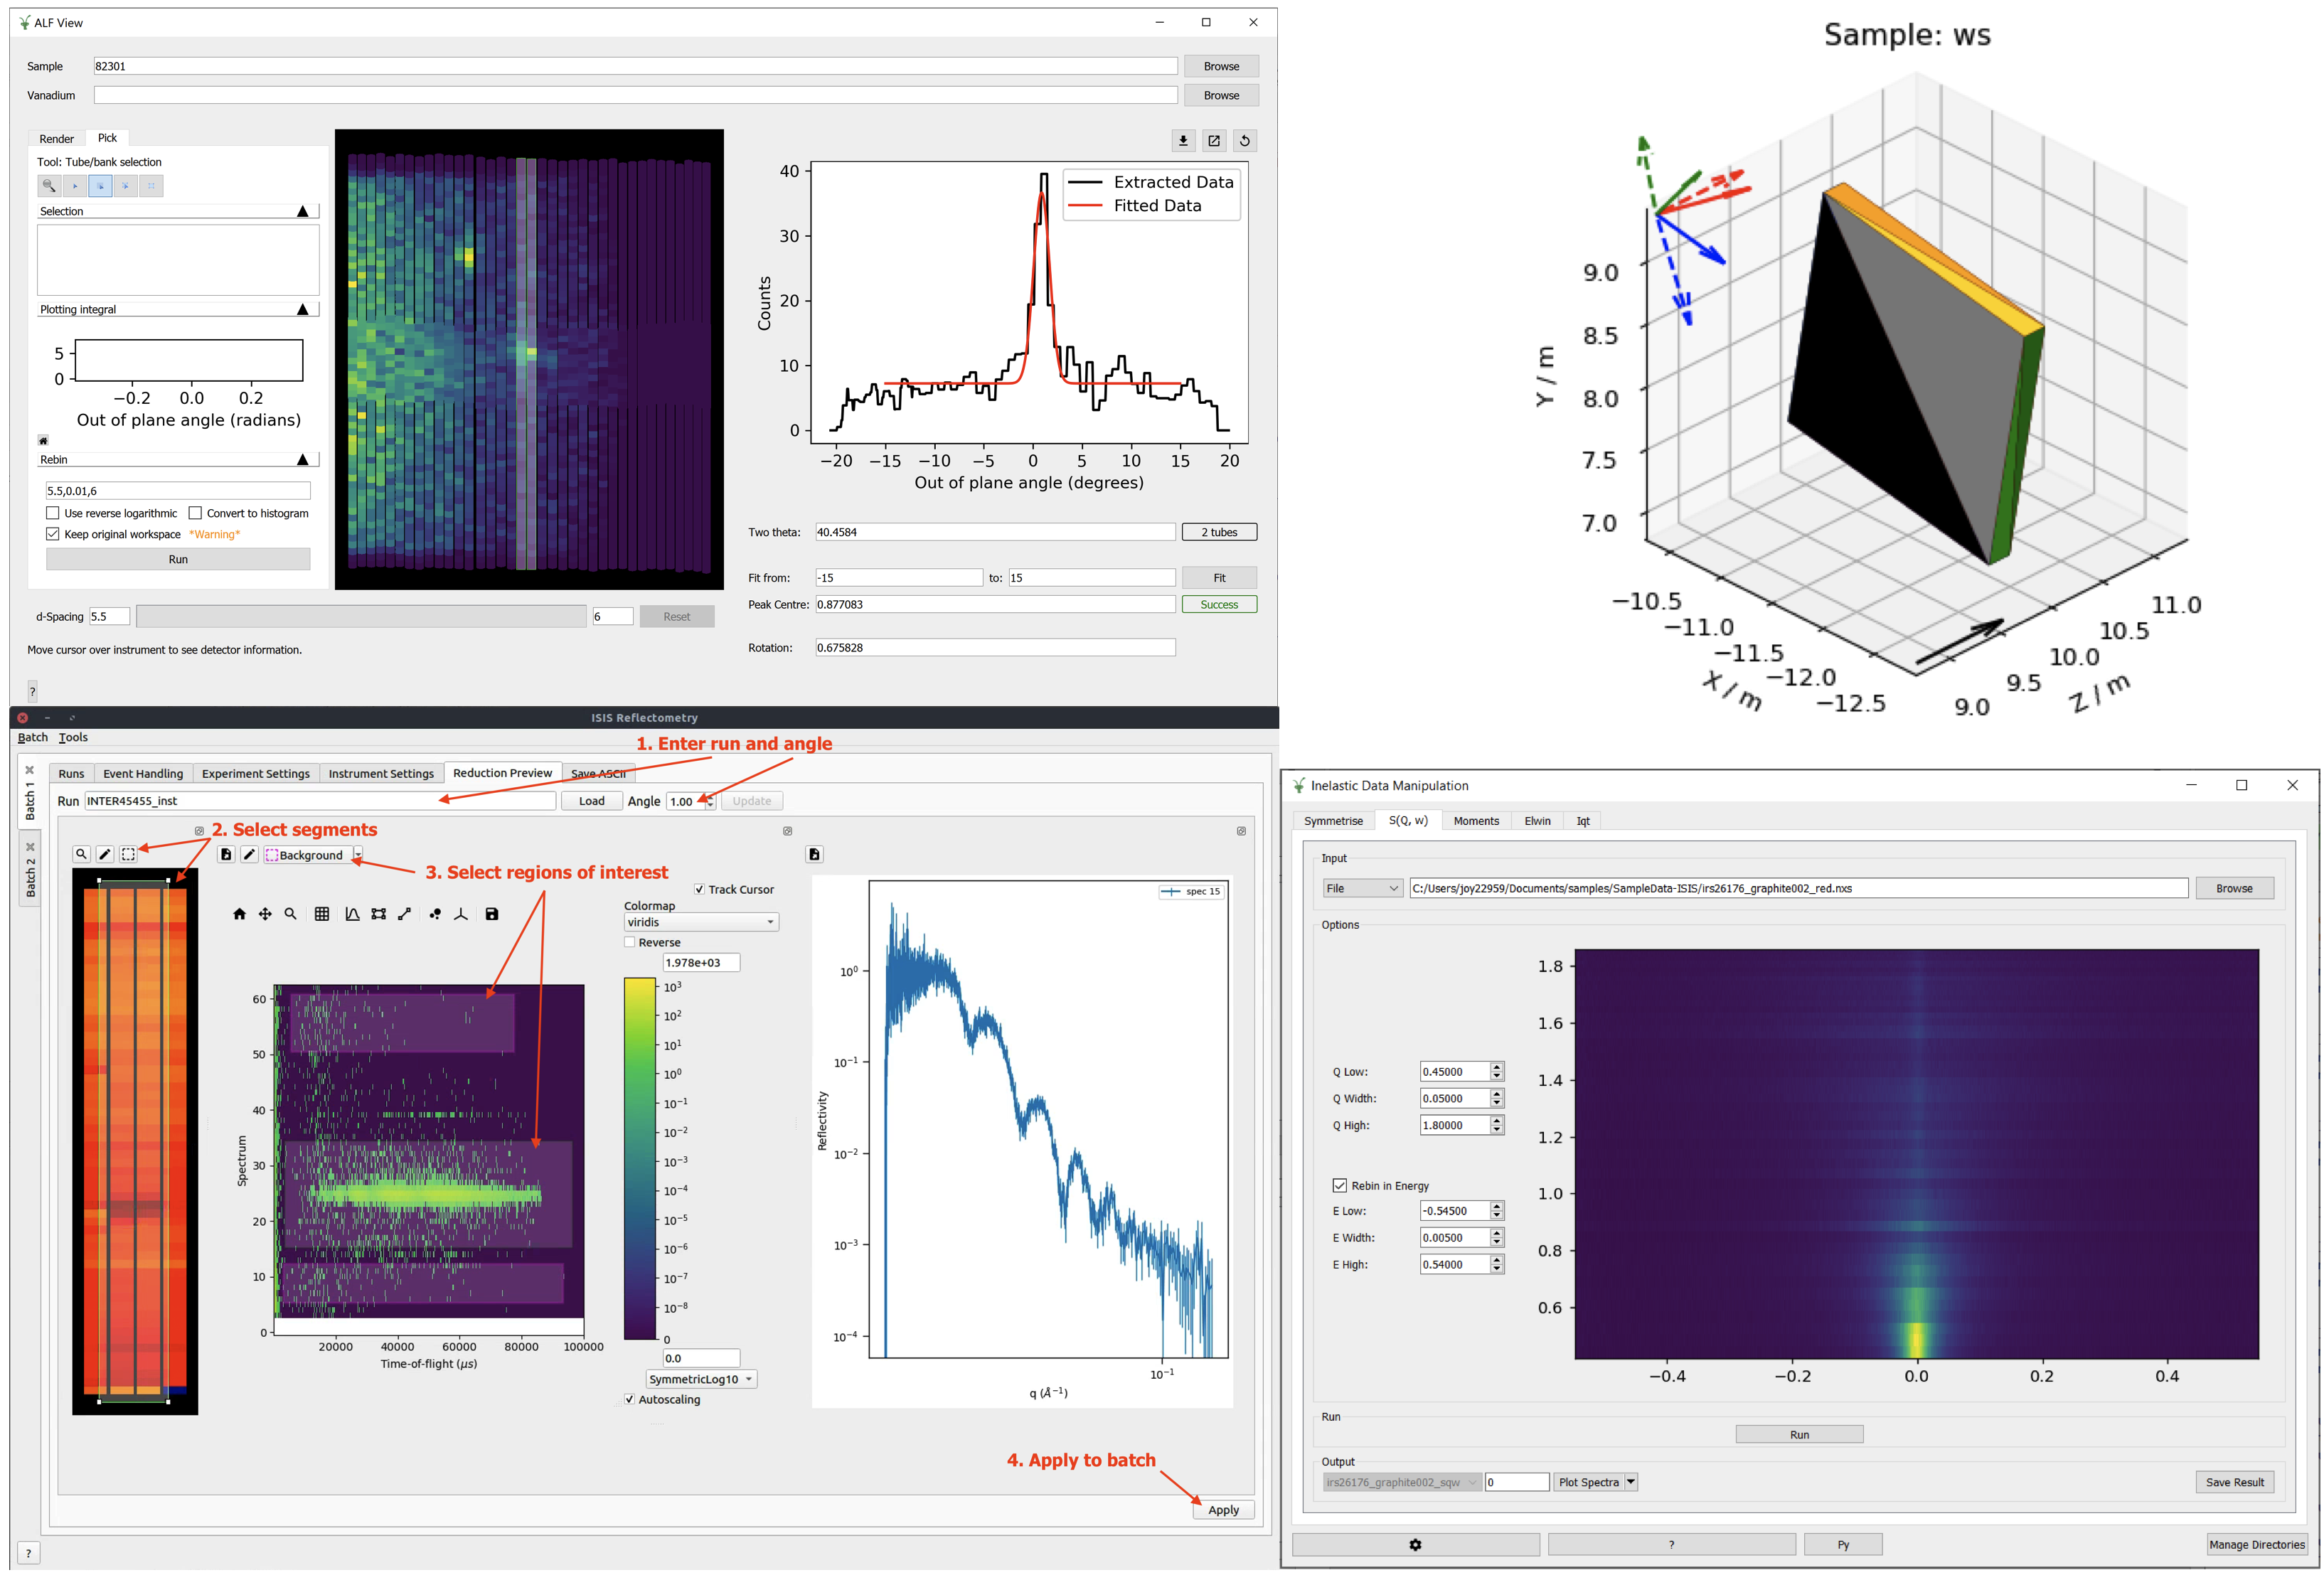 ALF View
Sample 82301 Browse
Vanadium Browse
Render Pick
Tool: Tube/bank selection
Selection
Plotting integral
5
0
−0.2 0.0 0.2
Out of plane angle (radians)
Rebin
5.5,0.01,6
Use reverse logarithmic Convert to histogram
Keep original workspace *Warning*
Run
d-Spacing 5.5 6 Reset
Move cursor over instrument to see detector information.
?
40
30
20
10
0
Counts
Extracted Data
Fitted Data
−20 −15 −10 −5 0 5 10 15 20
Out of plane angle (degrees)
Two theta: 40.4584 2 tubes
Fit from: -15 to: 15 Fit
Peak Centre: 0.877083 Success
Rotation: 0.675828
Sample: ws
9.0
8.5
8.0
7.5
7.0
Y / m
−10.5
−11.0
−11.5
−12.0
−12.5
X / m
11.0
10.5
10.0
9.5
9.0
Z / m
ISIS Reflectometry
Batch Tools
1. Enter run and angle
Batch 1
Batch 2
Runs Event Handling Experiment Settings Instrument Settings Reduction Preview Save ASCII
Run INTER45455_inst Load Angle 1.00 Update
2. Select segments
Background
3. Select regions of interest
Track Cursor
Colormap
viridis
Reverse
1.978e+03
10³
10²
10¹
10⁰
10⁻¹
10⁻²
10⁻³
10⁻⁴
10⁻⁵
10⁻⁶
10⁻⁷
10⁻⁸
0
0.0
SymmetricLog10
Autoscaling
60
50
40
30
20
10
0
Spectrum
20000 40000 60000 80000 100000
Time-of-flight (μs)
spec 15
10⁰
10⁻¹
10⁻²
10⁻³
10⁻⁴
Reflectivity
10⁻¹
q (Å⁻¹)
4. Apply to batch
Apply
?
Inelastic Data Manipulation
Symmetrise S(Q, w) Moments Elwin Iqt
Input
File C:/Users/joy22959/Documents/samples/SampleData-ISIS/irs26176_graphite002_red.nxs Browse
Options
Q Low: 0.45000
Q Width: 0.05000
Q High: 1.80000
Rebin in Energy
E Low: -0.54500
E Width: 0.00500
E High: 0.54000
1.8
1.6
1.4
1.2
1.0
0.8
0.6
−0.4 −0.2 0.0 0.2 0.4
Run
Run
Output
irs26176_graphite002_sqw 0 Plot Spectra Save Result
? Py Manage Directories